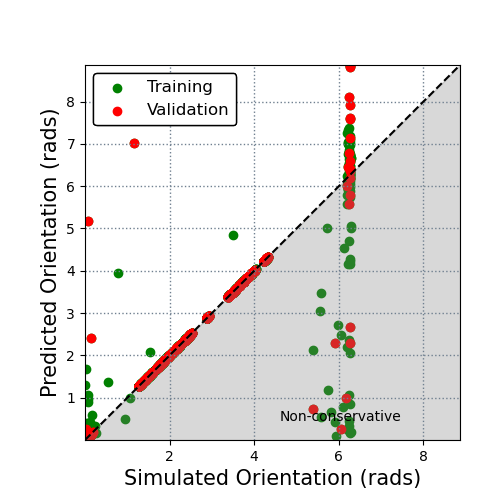 Training
Validation
Predicted Orientation (rads)
8
7
6
5
4
3
2
1
Non-conservative
2 4 6 8
Simulated Orientation (rads)